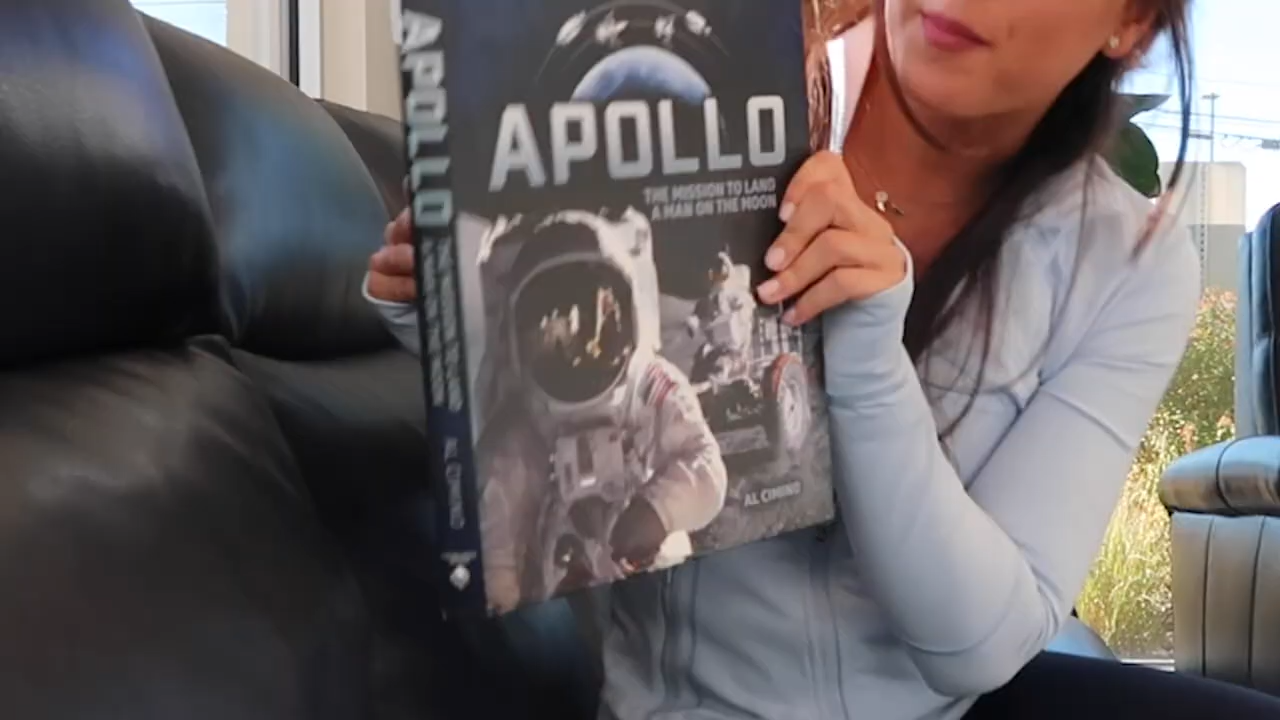 APOLLO
THE MISSION TO LAND
A MAN ON THE MOON
AL CIMINO
APOLLO
AL CIMINO